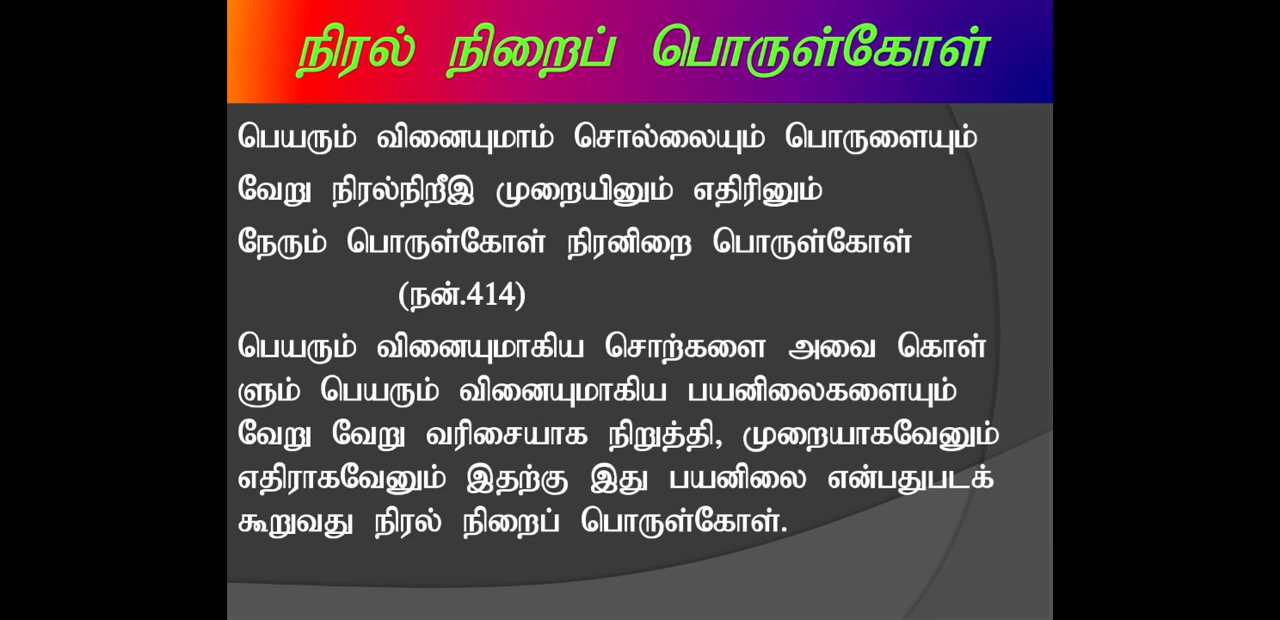 நிரல் நிறைப் பொருள்கோள்
பெயரும் வினையுமாம் சொல்லையும் பொருளையும்
வேறு நிரல்நிறீஇ முறையினும் எதிரினும்
நேரும் பொருள்கோள் நிரனிறை பொருள்கோள்
(நன்.414)
பெயரும் வினையுமாகிய சொற்களை அவை கொள்
ளும் பெயரும் வினையுமாகிய பயனிலைகளையும்
வேறு வேறு வரிசையாக நிறுத்தி, முறையாகவேனும்
எதிராகவேனும் இதற்கு இது பயனிலை என்பதுபடக்
கூறுவது நிரல் நிறைப் பொருள்கோள்.